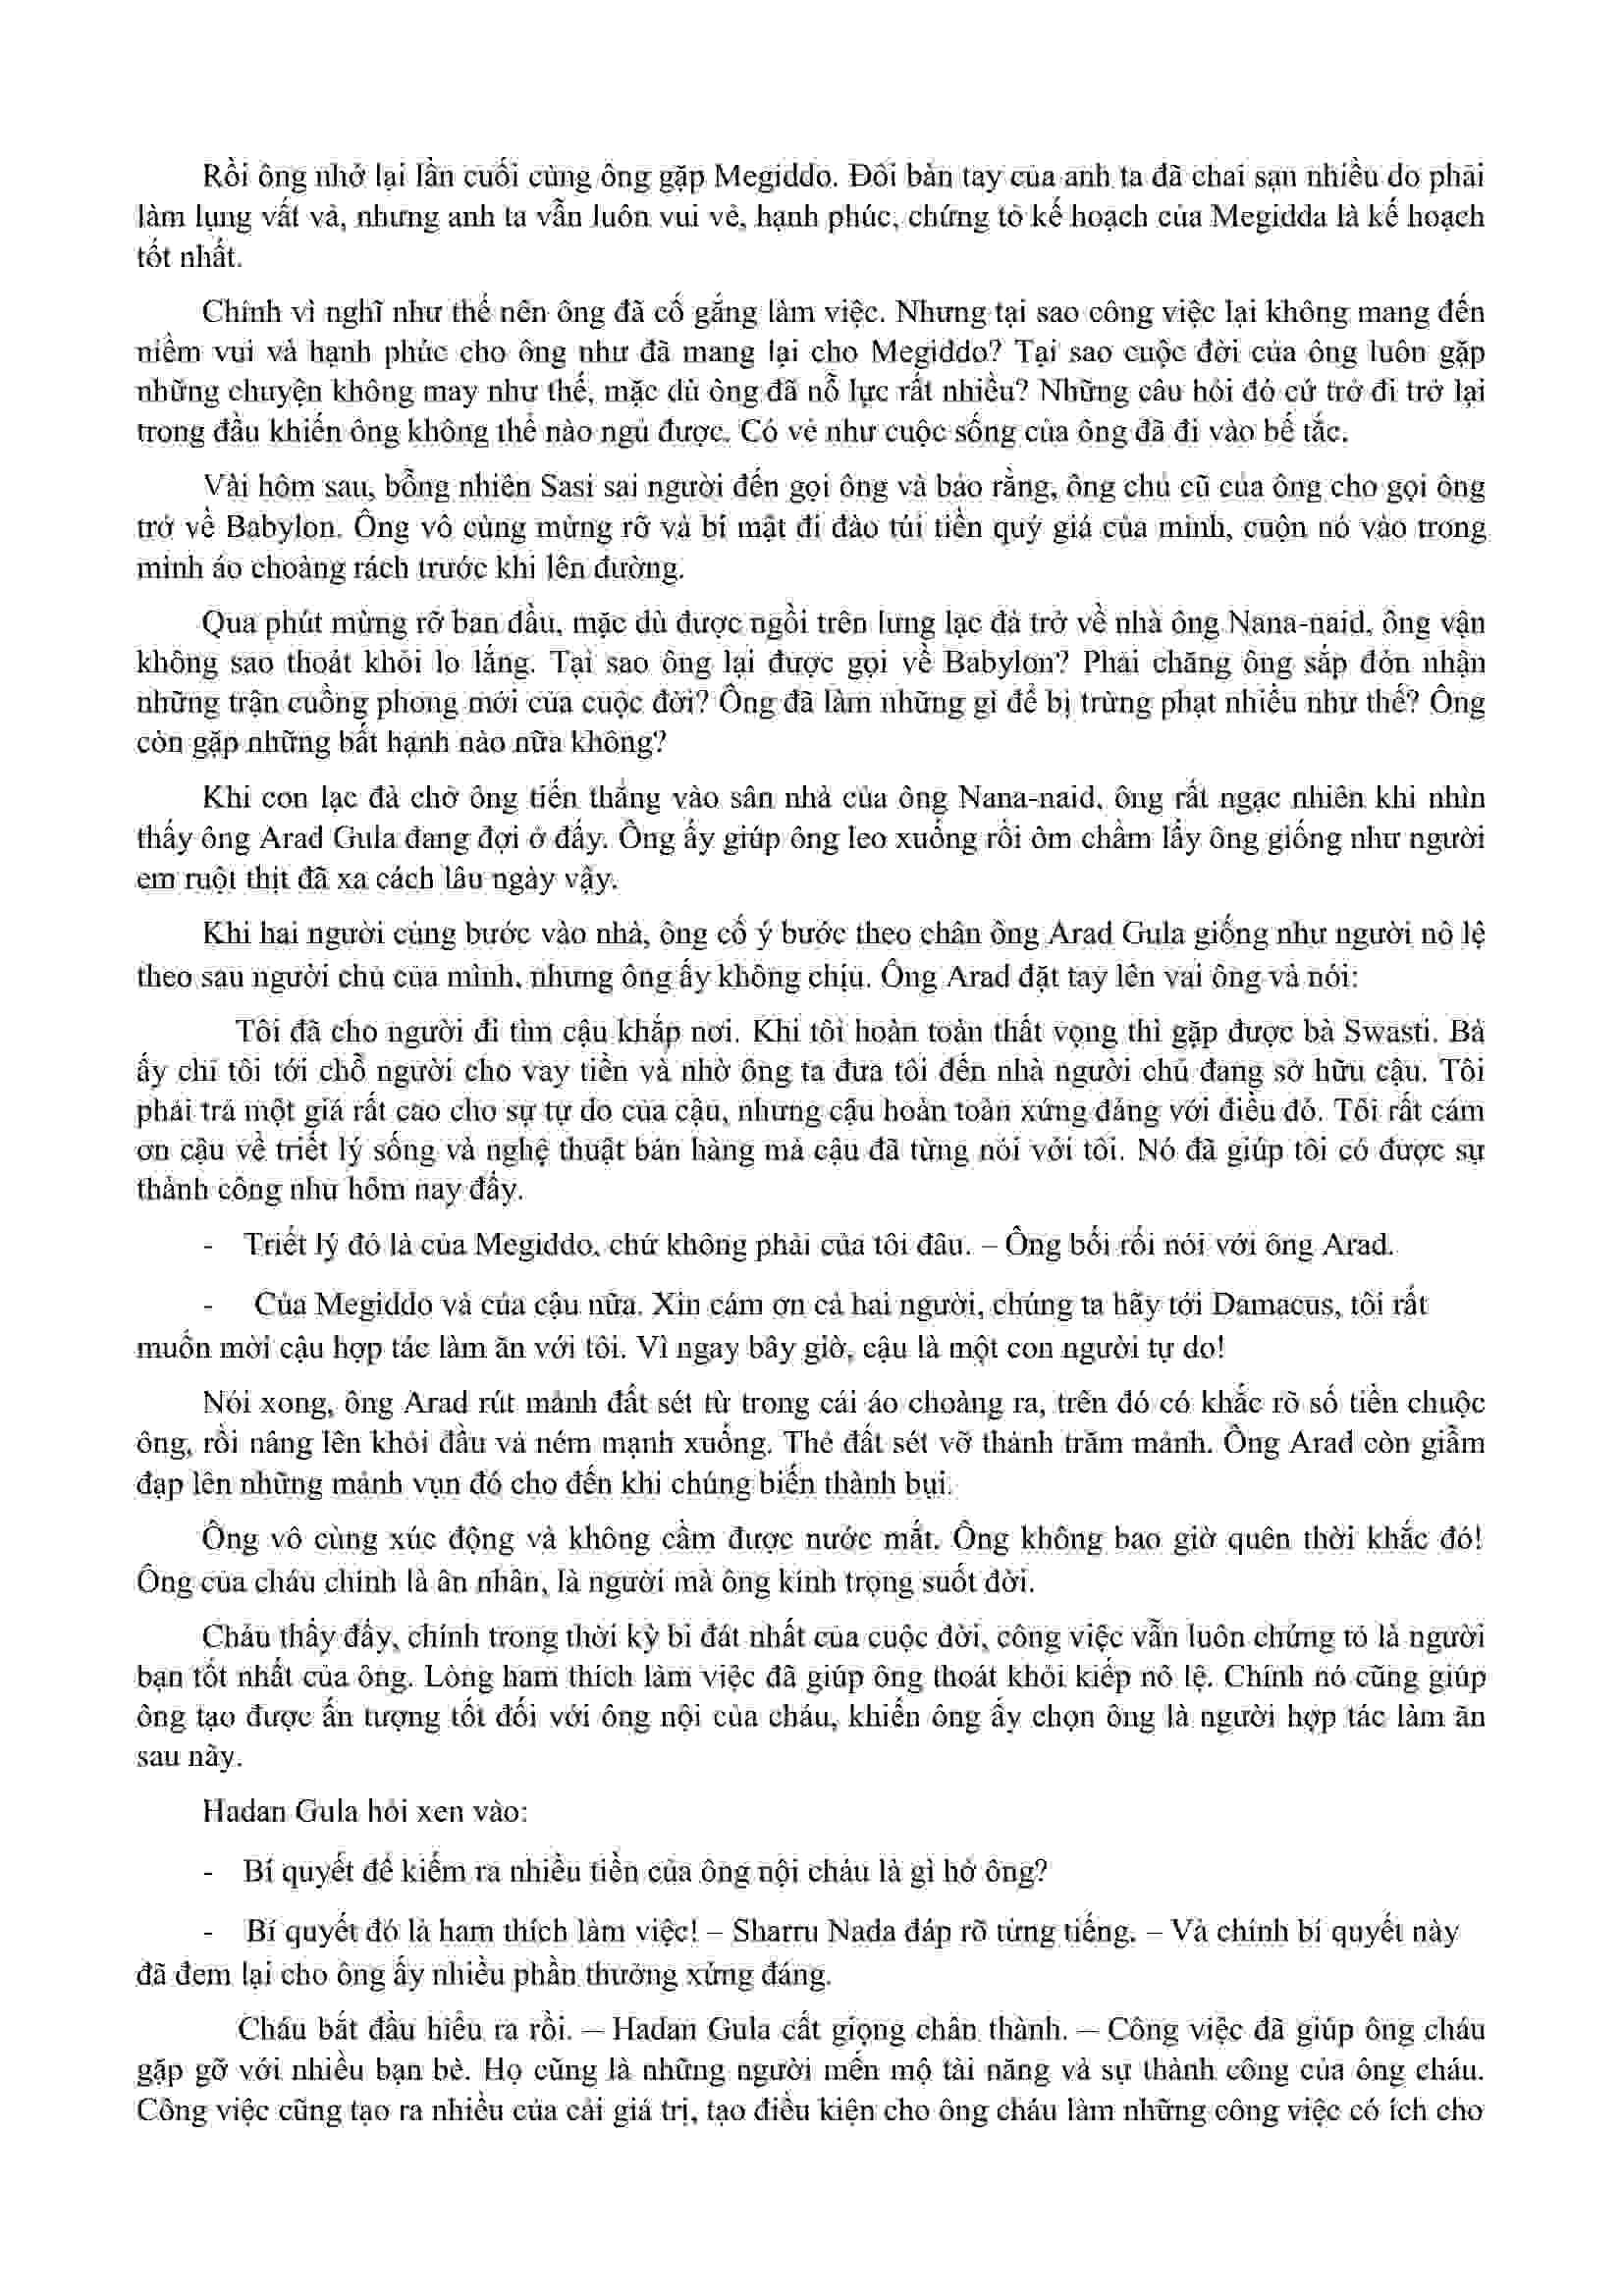 Rồi ông nhớ lại lần cuối cùng ông gặp Megiddo. Đôi bàn tay của anh ta đã chai sạn nhiều do phải
làm lụng vất vả, nhưng anh ta vẫn luôn vui vẻ, hạnh phúc, chứng tỏ kế hoạch của Megidda là kế hoạch
tốt nhất.
Chính vì nghĩ như thế nên ông đã cố gắng làm việc. Nhưng tại sao công việc lại không mang đến
niềm vui và hạnh phúc cho ông như đã mang lại cho Megiddo? Tại sao cuộc đời của ông luôn gặp
những chuyện không may như thế, mặc dù ông đã nỗ lực rất nhiều? Những câu hỏi đó cứ trở đi trở lại
trong đầu khiến ông không thể nào ngủ được. Có vẻ như cuộc sống của ông đã đi vào bế tắc.
Vài hôm sau, bỗng nhiên Sasi sai người đến gọi ông và bảo rằng, ông chủ cũ của ông cho gọi ông
trở về Babylon. Ông vô cùng mừng rỡ và bí mật đi đào túi tiền quý giá của mình, cuộn nó vào trong
mình áo choàng rách trước khi lên đường.
Qua phút mừng rỡ ban đầu, mặc dù được ngồi trên lưng lạc đà trở về nhà ông Nana-naid, ông vận
không sao thoát khỏi lo lắng. Tại sao ông lại được gọi về Babylon? Phải chăng ông sắp đón nhận
những trận cuồng phong mới của cuộc đời? Ông đã làm những gì để bị trừng phạt nhiều như thế? Ông
còn gặp những bất hạnh nào nữa không?
Khi con lạc đà chở ông tiến thẳng vào sân nhà của ông Nana-naid, ông rất ngạc nhiên khi nhìn
thấy ông Arad Gula đang đợi ở đấy. Ông ấy giúp ông leo xuống rồi ôm chầm lấy ông giống như người
em ruột thịt đã xa cách lâu ngày vậy.
Khi hai người cùng bước vào nhà, ông cố ý bước theo chân ông Arad Gula giống như người nô lệ
theo sau người chủ của mình, nhưng ông ấy không chịu. Ông Arad đặt tay lên vai ông và nói:
Tôi đã cho người đi tìm cậu khắp nơi. Khi tôi hoàn toàn thất vọng thì gặp được bà Swasti. Bà
ấy chỉ tôi tới chỗ người cho vay tiền và nhờ ông ta đưa tôi đến nhà người chủ đang sở hữu cậu. Tôi
phải trả một giá rất cao cho sự tự do của cậu, nhưng cậu hoàn toàn xứng đáng với điều đó. Tôi rất cám
ơn cậu về triết lý sống và nghệ thuật bán hàng mà cậu đã từng nói với tôi. Nó đã giúp tôi có được sự
thành công như hôm nay đấy.
- Triết lý đó là của Megiddo, chứ không phải của tôi đâu. – Ông bối rối nói với ông Arad.
- Của Megiddo và của cậu nữa. Xin cám ơn cả hai người, chúng ta hãy tới Damacus, tôi rất
muốn mời cậu hợp tác làm ăn với tôi. Vì ngay bây giờ, cậu là một con người tự do!
Nói xong, ông Arad rút mảnh đất sét từ trong cái áo choàng ra, trên đó có khắc rõ số tiền chuộc
ông, rồi nâng lên khỏi đầu và ném mạnh xuống. Thẻ đất sét vỡ thành trăm mảnh. Ông Arad còn giẫm
đạp lên những mảnh vụn đó cho đến khi chúng biến thành bụi.
Ông vô cùng xúc động và không cầm được nước mắt. Ông không bao giờ quên thời khắc đó!
Ông của cháu chính là ân nhân, là người mà ông kính trọng suốt đời.
Cháu thấy đấy, chính trong thời kỳ bi đát nhất của cuộc đời, công việc vẫn luôn chứng tỏ là người
bạn tốt nhất của ông. Lòng ham thích làm việc đã giúp ông thoát khỏi kiếp nô lệ. Chính nó cũng giúp
ông tạo được ấn tượng tốt đối với ông nội của cháu, khiến ông ấy chọn ông là người hợp tác làm ăn
sau này.
Hadan Gula hỏi xen vào:
- Bí quyết để kiếm ra nhiều tiền của ông nội cháu là gì hở ông?
- Bí quyết đó là ham thích làm việc! – Sharru Nada đáp rõ từng tiếng. – Và chính bí quyết này
đã đem lại cho ông ấy nhiều phần thưởng xứng đáng.
Cháu bắt đầu hiểu ra rồi. – Hadan Gula cất giọng chân thành. – Công việc đã giúp ông cháu
gặp gỡ với nhiều bạn bè. Họ cũng là những người mến mộ tài năng và sự thành công của ông cháu.
Công việc cũng tạo ra nhiều của cải giá trị, tạo điều kiện cho ông cháu làm những công việc có ích cho